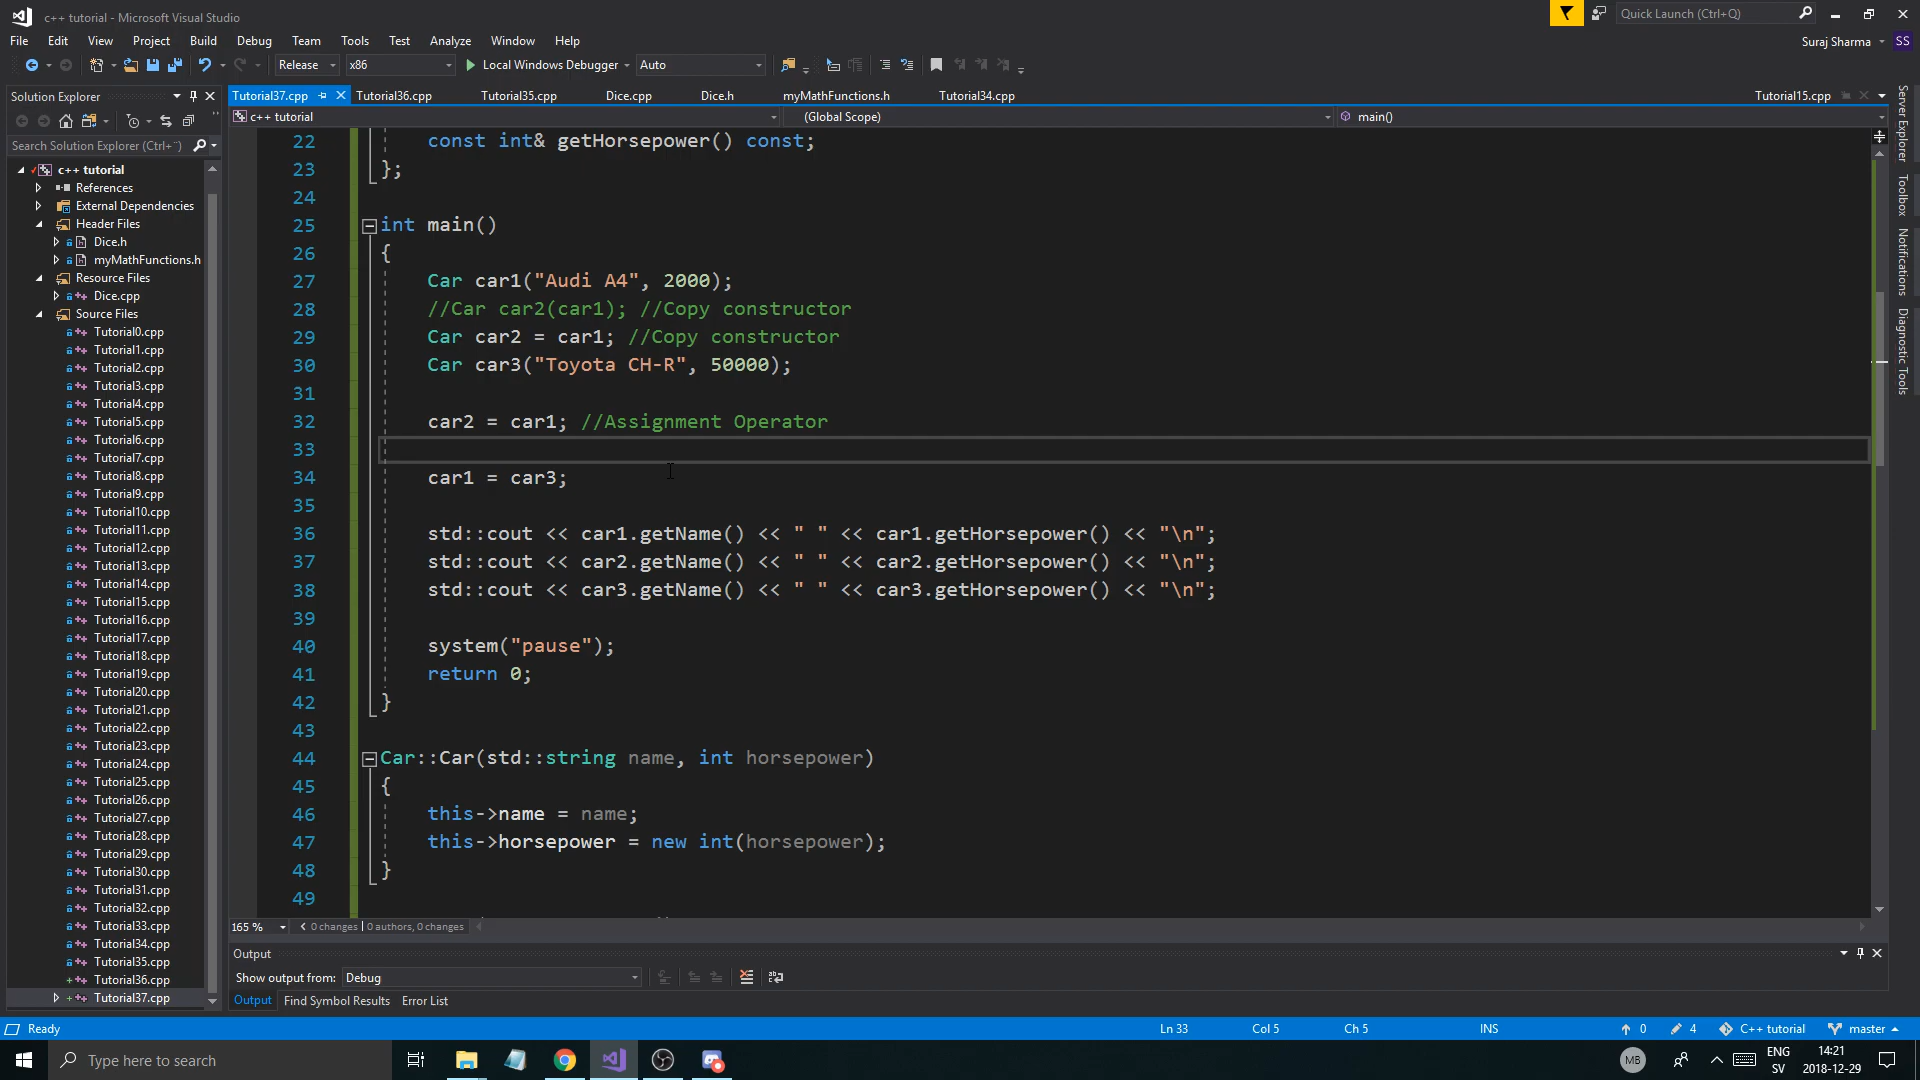 c++ tutorial - Microsoft Visual Studio
Quick Launch (Ctrl+Q)
File Edit View Project Build Debug Team Tools Test Analyze Window Help
Suraj Sharma SS
Release x86 Local Windows Debugger Auto
Solution Explorer
Tutorial37.cpp Tutorial36.cpp Tutorial35.cpp Dice.cpp Dice.h myMathFunctions.h Tutorial34.cpp Tutorial15.cpp
c++ tutorial (Global Scope) main()
Search Solution Explorer (Ctrl+¨)
c++ tutorial
References
External Dependencies
Header Files
Dice.h
myMathFunctions.h
Resource Files
Dice.cpp
Source Files
Tutorial0.cpp
Tutorial1.cpp
Tutorial2.cpp
Tutorial3.cpp
Tutorial4.cpp
Tutorial5.cpp
Tutorial6.cpp
Tutorial7.cpp
Tutorial8.cpp
Tutorial9.cpp
Tutorial10.cpp
Tutorial11.cpp
Tutorial12.cpp
Tutorial13.cpp
Tutorial14.cpp
Tutorial15.cpp
Tutorial16.cpp
Tutorial17.cpp
Tutorial18.cpp
Tutorial19.cpp
Tutorial20.cpp
Tutorial21.cpp
Tutorial22.cpp
Tutorial23.cpp
Tutorial24.cpp
Tutorial25.cpp
Tutorial26.cpp
Tutorial27.cpp
Tutorial28.cpp
Tutorial29.cpp
Tutorial30.cpp
Tutorial31.cpp
Tutorial32.cpp
Tutorial33.cpp
Tutorial34.cpp
Tutorial35.cpp
Tutorial36.cpp
Tutorial37.cpp
22 const int& getHorsepower() const;
23 };
24
25 int main()
26 {
27 Car car1("Audi A4", 2000);
28 //Car car2(car1); //Copy constructor
29 Car car2 = car1; //Copy constructor
30 Car car3("Toyota CH-R", 50000);
31
32 car2 = car1; //Assignment Operator
33
34 car1 = car3;
35
36 std::cout << car1.getName() << " " << car1.getHorsepower() << "\n";
37 std::cout << car2.getName() << " " << car2.getHorsepower() << "\n";
38 std::cout << car3.getName() << " " << car3.getHorsepower() << "\n";
39
40 system("pause");
41 return 0;
42 }
43
44 Car::Car(std::string name, int horsepower)
45 {
46 this->name = name;
47 this->horsepower = new int(horsepower);
48 }
49
Server Explorer
Toolbox
Notifications
Diagnostic Tools
165 % 0 changes | 0 authors, 0 changes
Output
Show output from: Debug
Output Find Symbol Results Error List
Ready Ln 33 Col 5 Ch 5 INS 0 4 C++ tutorial master
Type here to search
MB
ENG
SV
14:21
2018-12-29